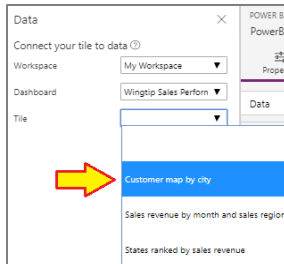 Data ×
Connect your tile to data ?
Workspace My Workspace ▼
Dashboard Wingtip Sales Perforn ▼
Tile ▼
Customer map by city
Sales revenue by month and sales region
States ranked by sales revenue
POWER B
PowerB
Prope
Data